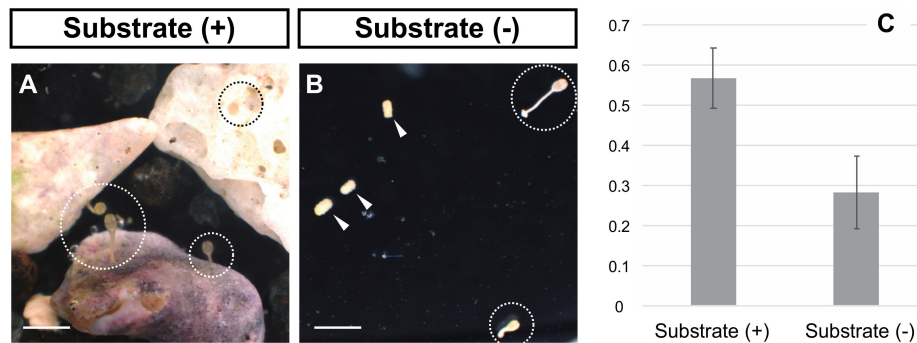 Substrate (+)
Substrate (-)
A
B
C
0.7
0.6
0.5
0.4
0.3
0.2
0.1
0
Substrate (+)
Substrate (-)